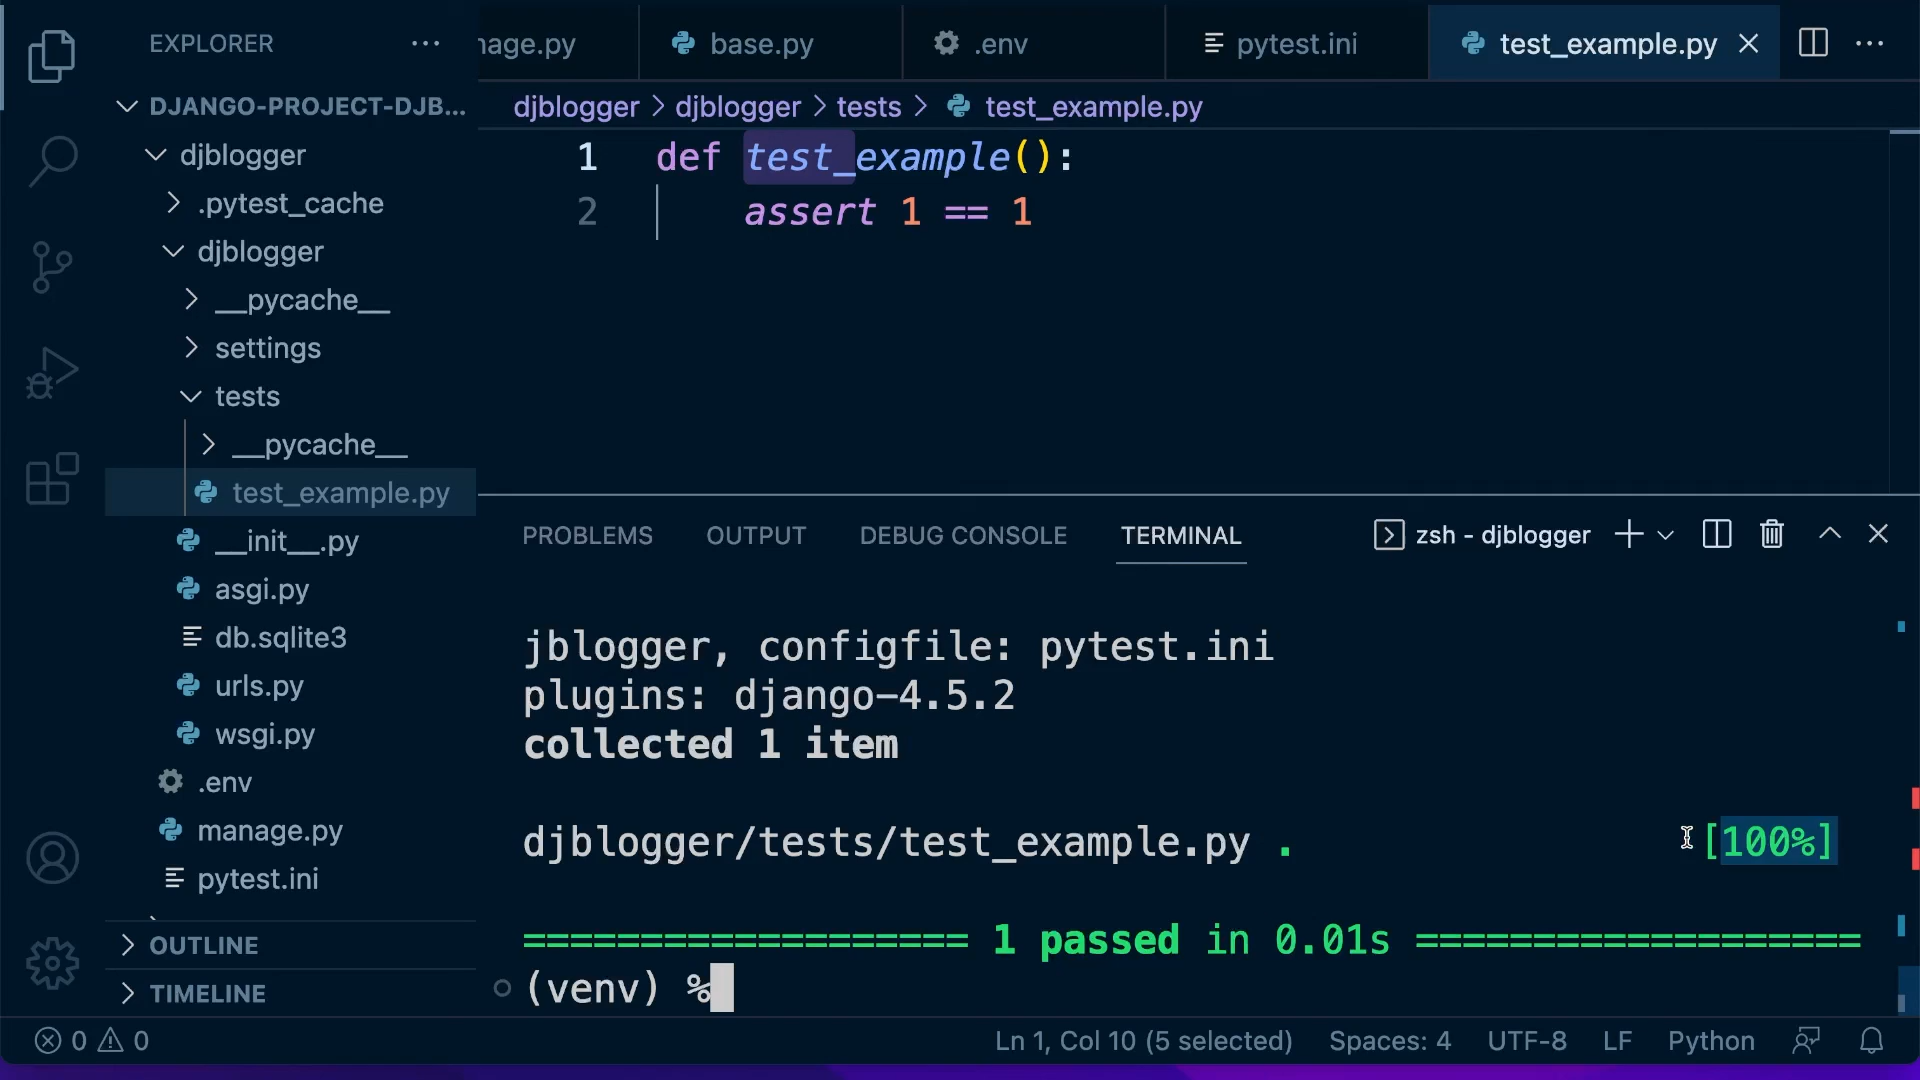 EXPLORER
DJANGO-PROJECT-DJB...
djblogger
.pytest_cache
djblogger
__pycache__
settings
tests
__pycache__
test_example.py
__init__.py
asgi.py
db.sqlite3
urls.py
wsgi.py
.env
manage.py
pytest.ini
OUTLINE
TIMELINE
nage.py
base.py
.env
pytest.ini
test_example.py
djblogger > djblogger > tests > test_example.py
1 def test_example():
2 assert 1 == 1
PROBLEMS OUTPUT DEBUG CONSOLE TERMINAL zsh - djblogger
jblogger, configfile: pytest.ini
plugins: django-4.5.2
collected 1 item
djblogger/tests/test_example.py . [100%]
=================== 1 passed in 0.01s ===================
(venv) %
0 0 Ln 1, Col 10 (5 selected) Spaces: 4 UTF-8 LF Python